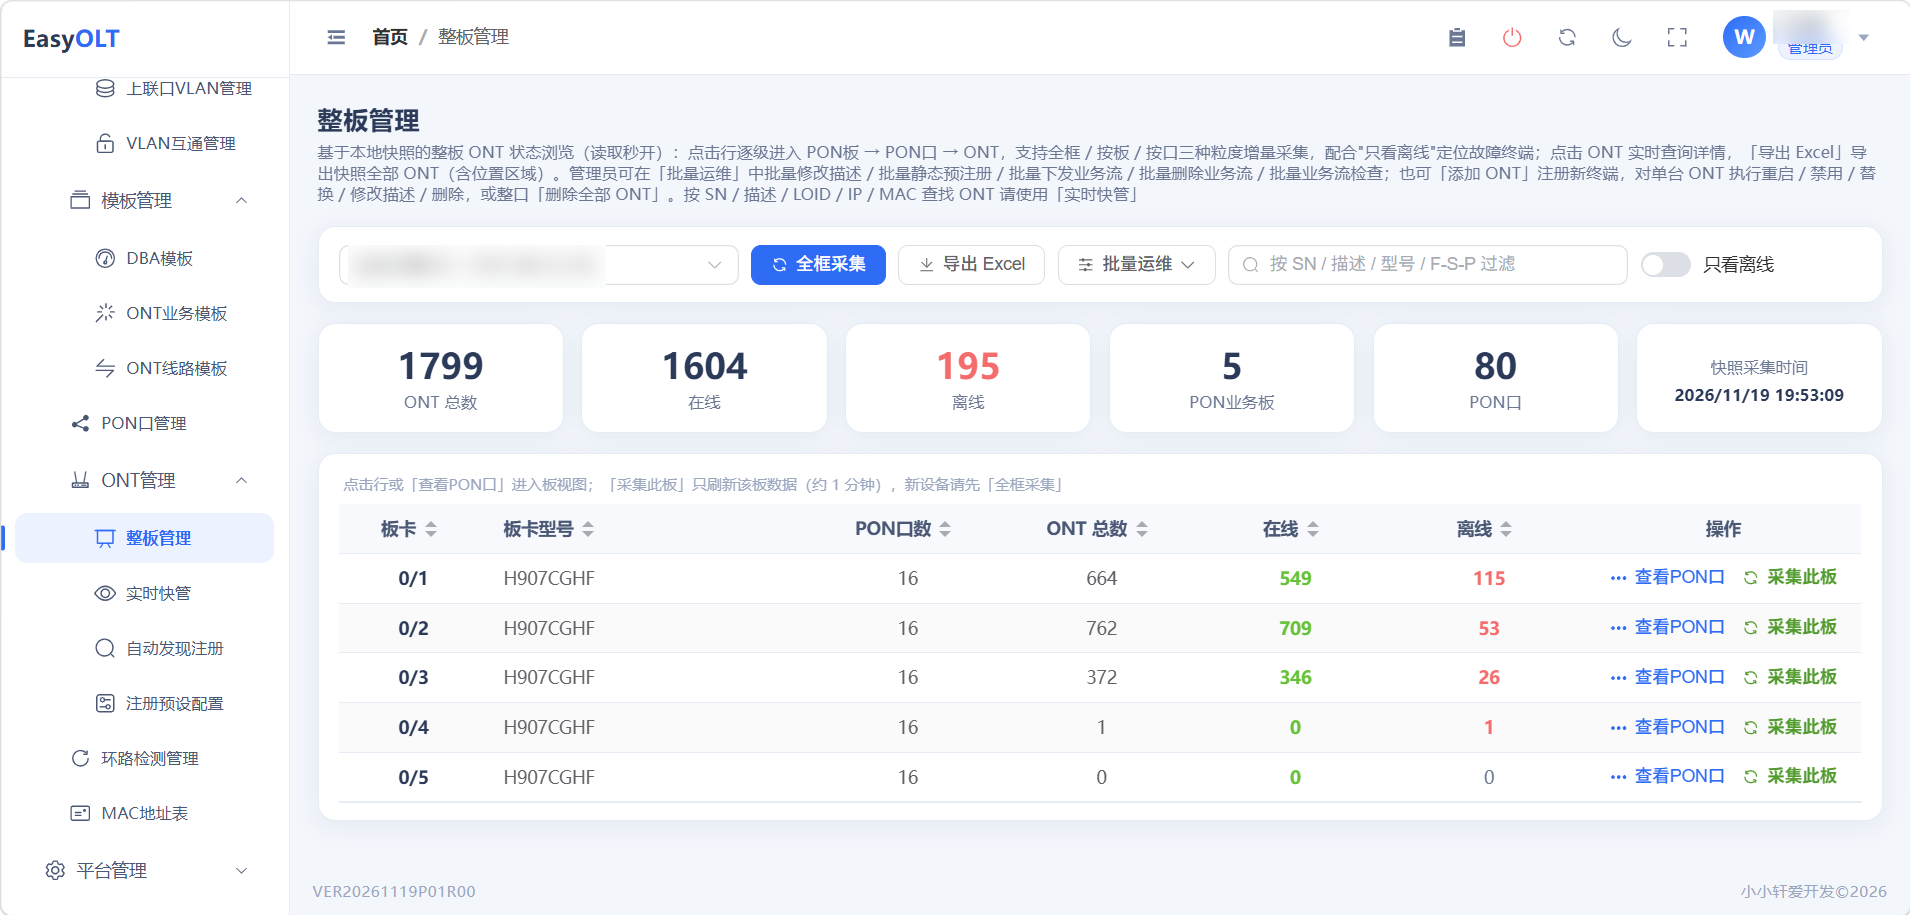 EasyOLT
首页 / 整板管理
W
管理员
上联口VLAN管理
VLAN互通管理
模板管理
DBA模板
ONT业务模板
ONT线路模板
PON口管理
ONT管理
整板管理
实时快管
自动发现注册
注册预设配置
环路检测管理
MAC地址表
平台管理
整板管理
基于本地快照的整板 ONT 状态浏览（读取秒开）：点击行逐级进入 PON板 → PON口 → ONT，支持全框 / 按板 / 按口三种粒度增量采集，配合"只看离线"定位故障终端；点击 ONT 实时查询详情，「导出 Excel」导
出快照全部 ONT（含位置区域）。管理员可在「批量运维」中批量修改描述 / 批量静态预注册 / 批量下发业务流 / 批量删除业务流 / 批量业务流检查；也可「添加 ONT」注册新终端，对单台 ONT 执行重启 / 禁用 / 替
换 / 修改描述 / 删除，或整口「删除全部 ONT」。按 SN / 描述 / LOID / IP / MAC 查找 ONT 请使用「实时快管」
全框采集 导出 Excel 批量运维 按 SN / 描述 / 型号 / F-S-P 过滤 只看离线
1799
ONT 总数
1604
在线
195
离线
5
PON业务板
80
PON口
快照采集时间
2026/11/19 19:53:09
点击行或「查看PON口」进入板视图；「采集此板」只刷新该板数据（约 1 分钟），新设备请先「全框采集」
板卡 板卡型号 PON口数 ONT 总数 在线 离线 操作
0/1 H907CGHF 16 664 549 115 查看PON口 采集此板
0/2 H907CGHF 16 762 709 53 查看PON口 采集此板
0/3 H907CGHF 16 372 346 26 查看PON口 采集此板
0/4 H907CGHF 16 1 0 1 查看PON口 采集此板
0/5 H907CGHF 16 0 0 0 查看PON口 采集此板
VER20261119P01R00
小小轩爱开发©2026